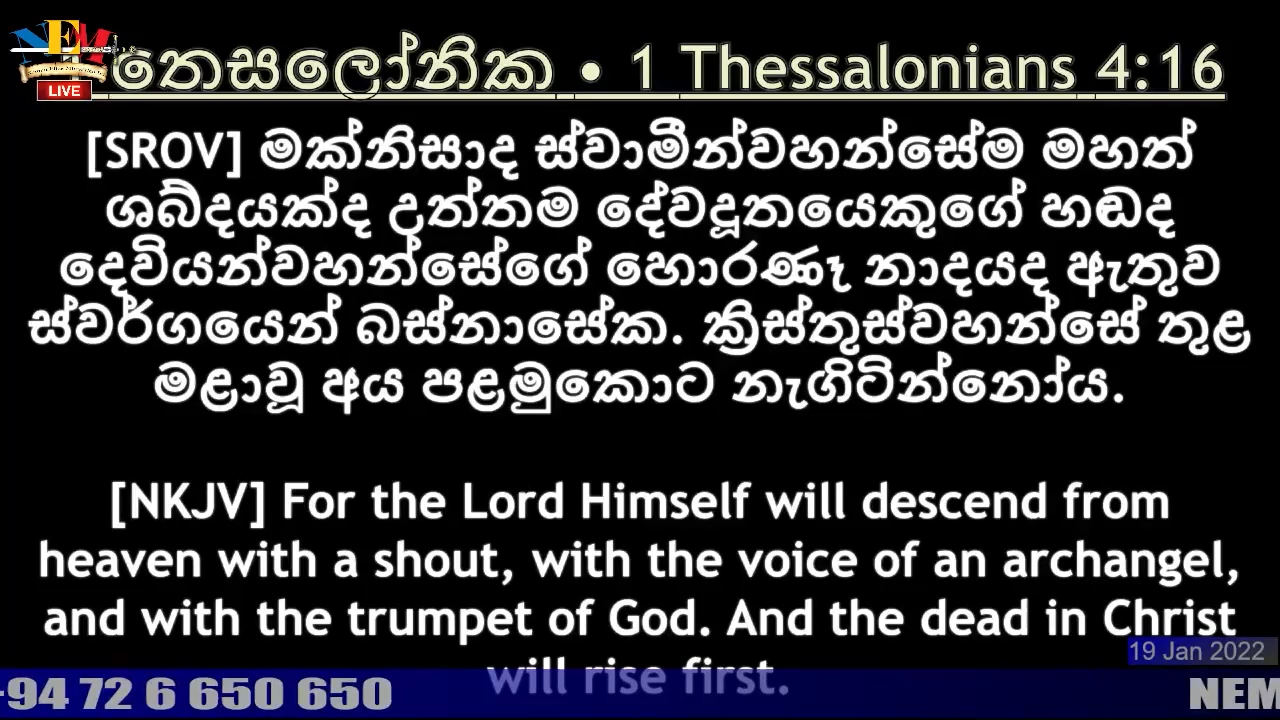 NEM
LIVE
තෙසලෝනික • 1 Thessalonians 4:16
[SROV] මක්නිසාද ස්වාමීන්වහන්සේම මහත්
ශබ්දයක්ද උත්තම දේවදූතයෙකුගේ හඬද
දෙවියන්වහන්සේගේ හොරණෑ නාදයද ඇතුව
ස්වර්ගයෙන් බස්නාසේක. ක්‍රිස්තුස්වහන්සේ තුළ
මළාවූ අය පළමුකොට නැගිටින්නෝය.
[NKJV] For the Lord Himself will descend from
heaven with a shout, with the voice of an archangel,
and with the trumpet of God. And the dead in Christ
will rise first.
19 Jan 2022
+94 72 6 650 650
NEM